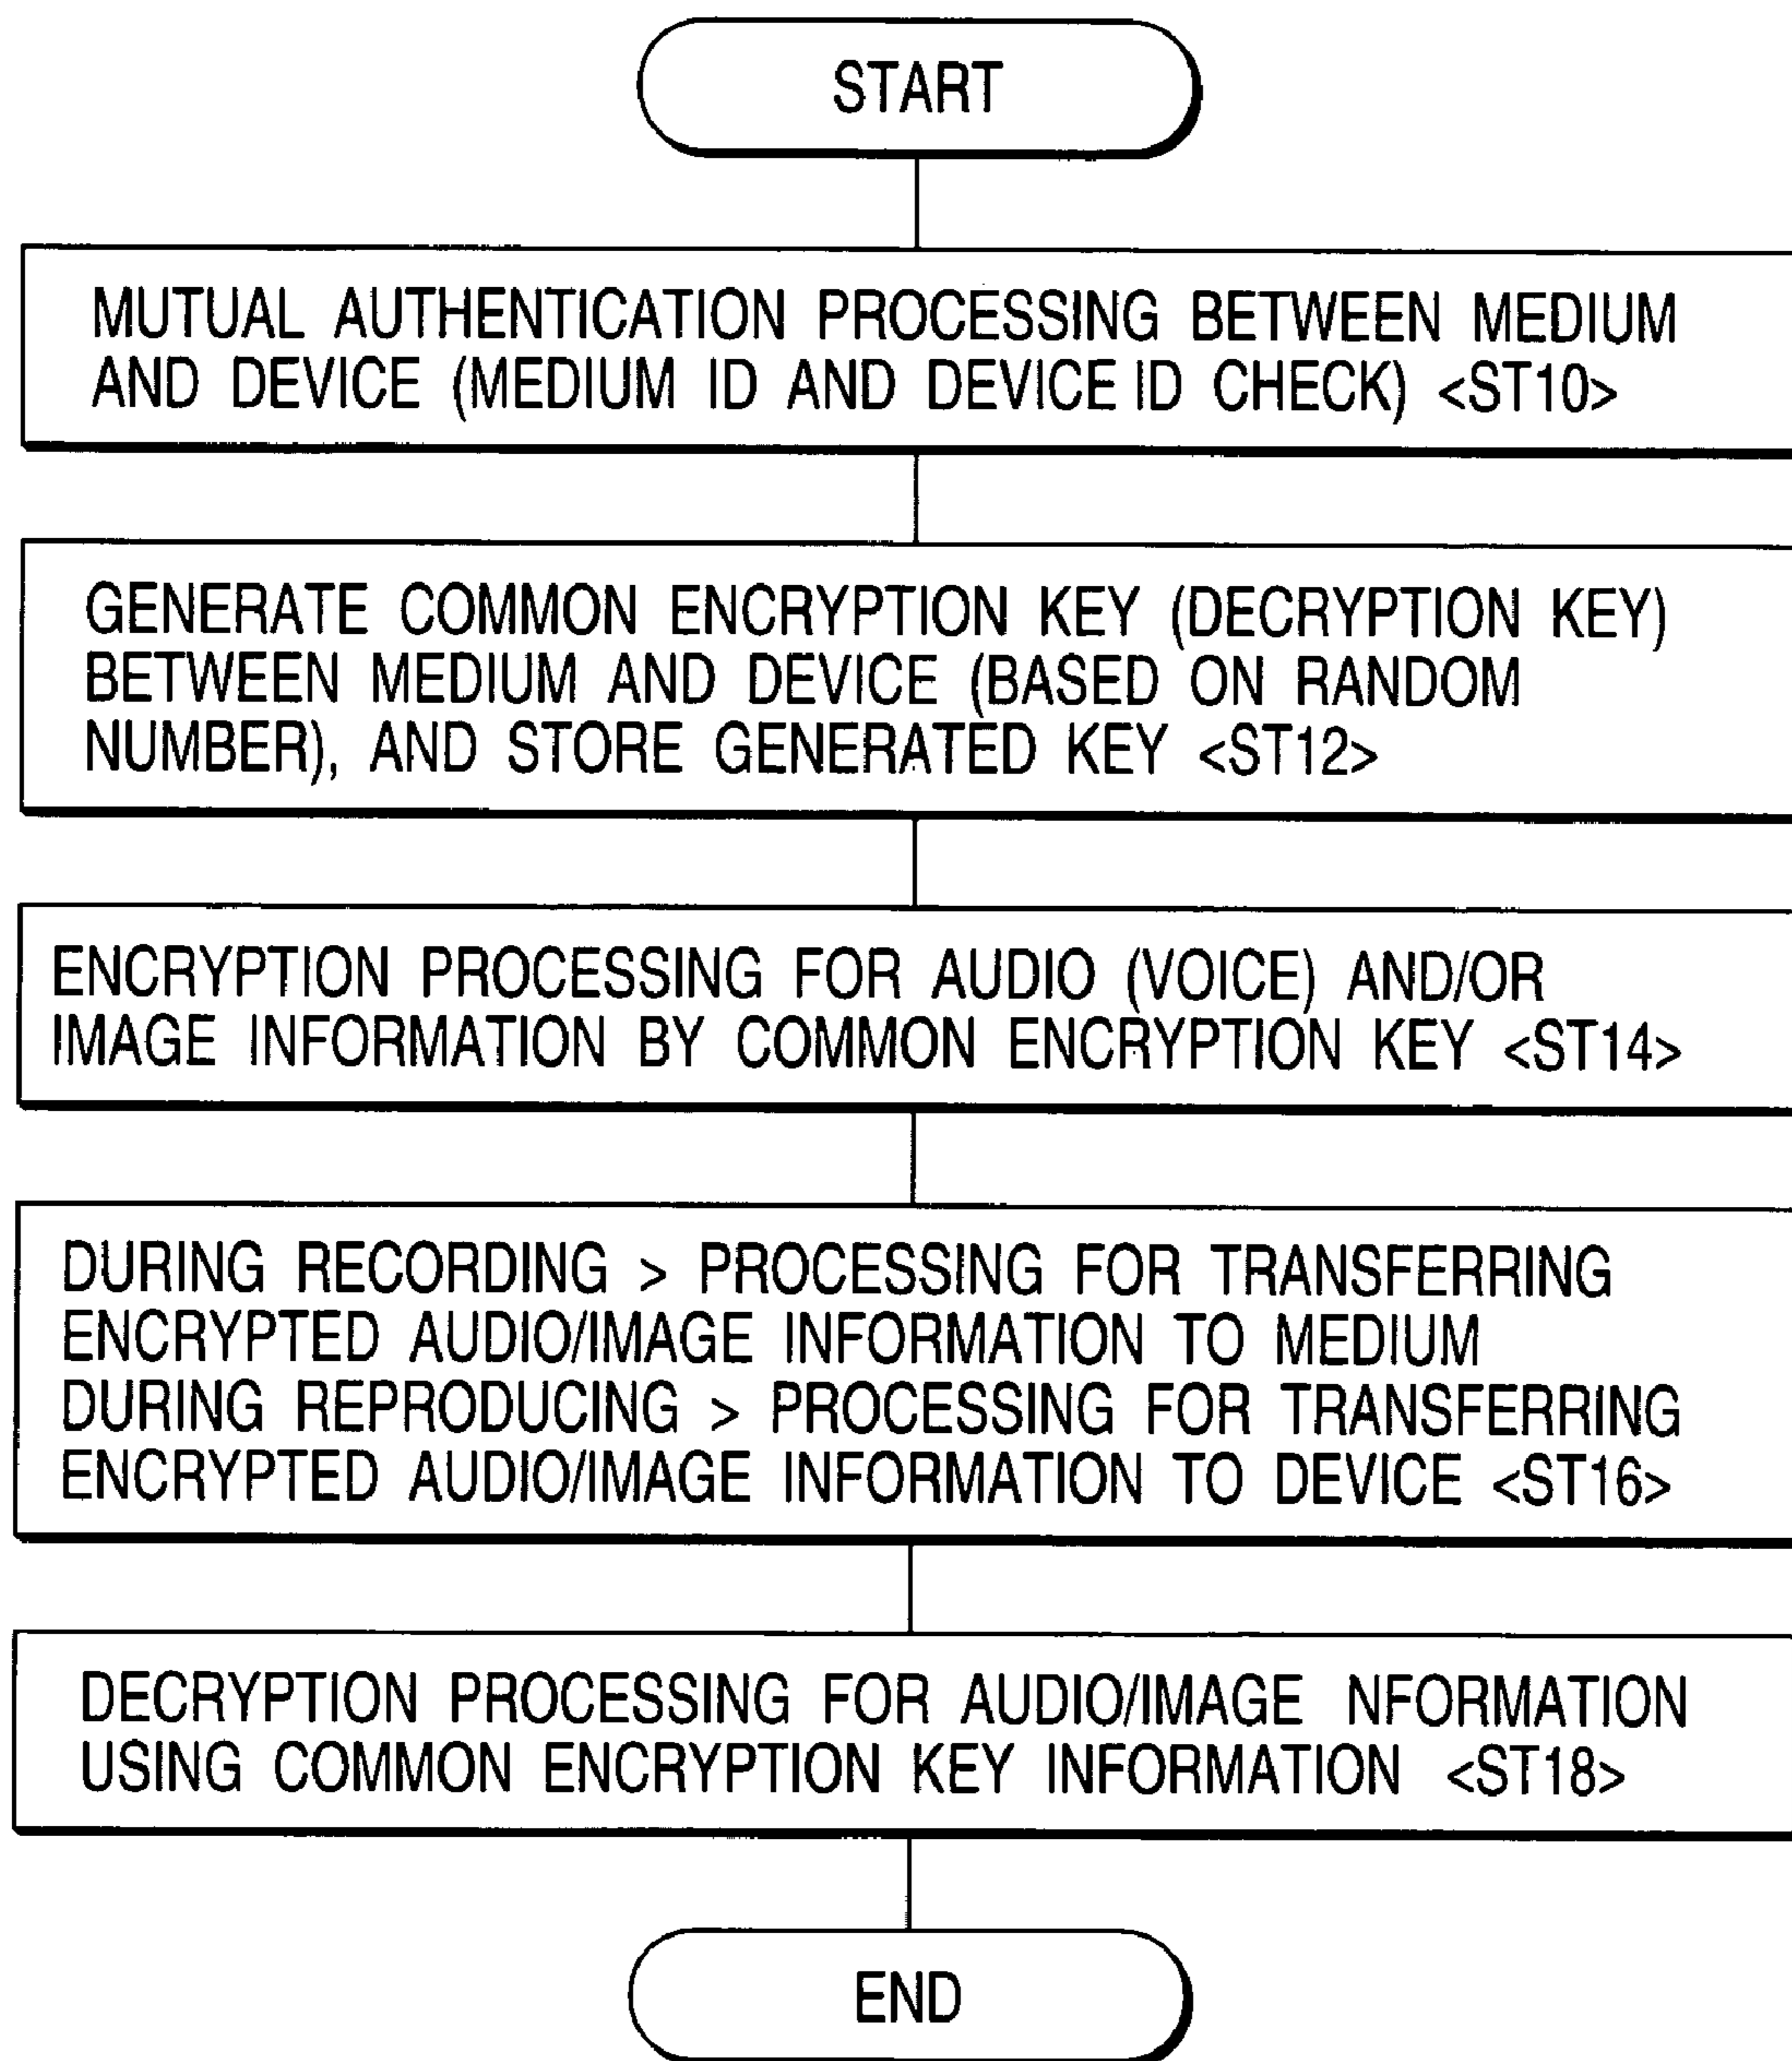 START
MUTUAL AUTHENTICATION PROCESSING BETWEEN MEDIUM
AND DEVICE (MEDIUM ID AND DEVICE ID CHECK) <ST10>
GENERATE COMMON ENCRYPTION KEY (DECRYPTION KEY)
BETWEEN MEDIUM AND DEVICE (BASED ON RANDOM
NUMBER), AND STORE GENERATED KEY <ST12>
ENCRYPTION PROCESSING FOR AUDIO (VOICE) AND/OR
IMAGE INFORMATION BY COMMON ENCRYPTION KEY <ST14>
DURING RECORDING > PROCESSING FOR TRANSFERRING
ENCRYPTED AUDIO/IMAGE INFORMATION TO MEDIUM
DURING REPRODUCING > PROCESSING FOR TRANSFERRING
ENCRYPTED AUDIO/IMAGE INFORMATION TO DEVICE <ST16>
DECRYPTION PROCESSING FOR AUDIO/IMAGE NFORMATION
USING COMMON ENCRYPTION KEY INFORMATION <ST18>
END